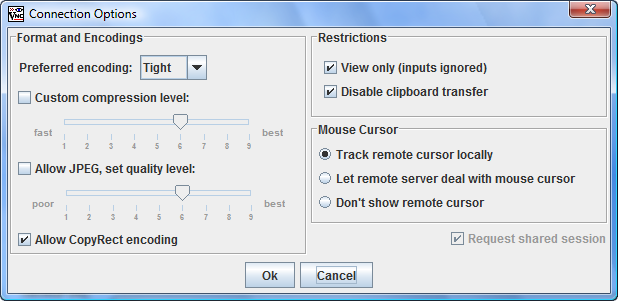 VNC Connection Options
Format and Encodings
Preferred encoding: Tight
Custom compression level:
fast 1 2 3 4 5 6 7 8 9 best
Allow JPEG, set quality level:
poor 1 2 3 4 5 6 7 8 9 best
Allow CopyRect encoding
Restrictions
View only (inputs ignored)
Disable clipboard transfer
Mouse Cursor
Track remote cursor locally
Let remote server deal with mouse cursor
Don't show remote cursor
Request shared session
Ok Cancel